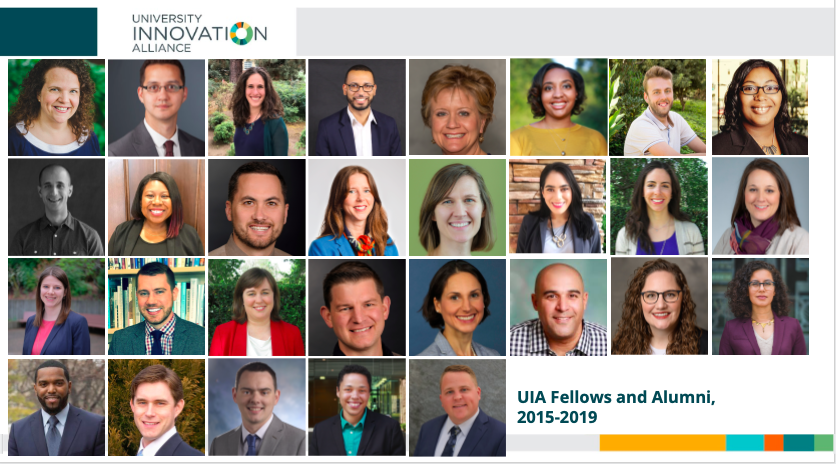 UNIVERSITY
INNOVATION
ALLIANCE
UIA Fellows and Alumni,
2015-2019